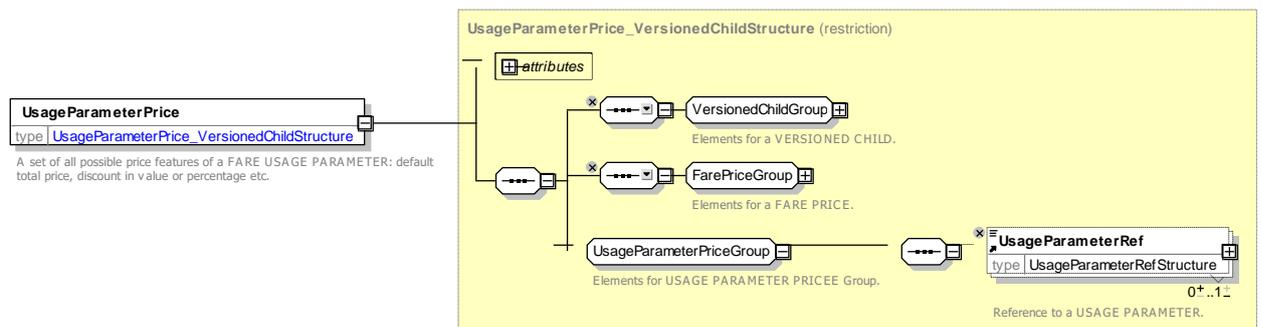 UsageParameterPrice_VersionedChildStructure (restriction)
attributes
UsageParameterPrice
type UsageParameterPrice_VersionedChildStructure
A set of all possible price features of a FARE USAGE PARAMETER: default
total price, discount in value or percentage etc.
VersionedChildGroup
Elements for a VERSIONED CHILD.
FarePriceGroup
Elements for a FARE PRICE.
UsageParameterPriceGroup
Elements for USAGE PARAMETER PRICEE Group.
UsageParameterRef
type UsageParameterRefStructure
0..1
Reference to a USAGE PARAMETER.